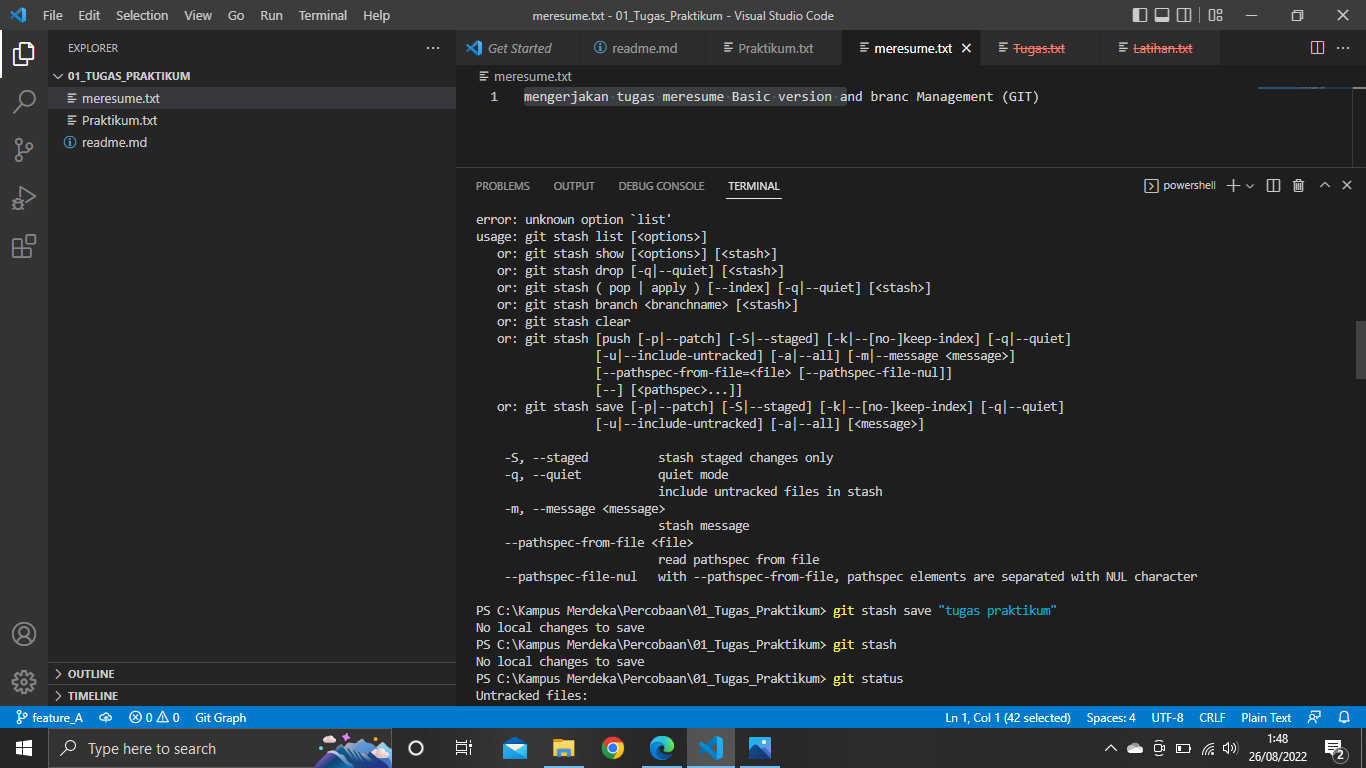 File Edit Selection View Go Run Terminal Help
meresume.txt - 01_Tugas_Praktikum - Visual Studio Code
EXPLORER
01_TUGAS_PRAKTIKUM
meresume.txt
Praktikum.txt
readme.md
OUTLINE
TIMELINE
Get Started
readme.md
Praktikum.txt
meresume.txt
Tugas.txt
Latihan.txt
meresume.txt
1 mengerjakan tugas meresume Basic version and branc Management (GIT)
PROBLEMS OUTPUT DEBUG CONSOLE TERMINAL
powershell
error: unknown option `list'
usage: git stash list [<options>]
or: git stash show [<options>] [<stash>]
or: git stash drop [-q|--quiet] [<stash>]
or: git stash ( pop | apply ) [--index] [-q|--quiet] [<stash>]
or: git stash branch <branchname> [<stash>]
or: git stash clear
or: git stash [push [-p|--patch] [-S|--staged] [-k|--[no-]keep-index] [-q|--quiet]
[-u|--include-untracked] [-a|--all] [-m|--message <message>]
[--pathspec-from-file=<file> [--pathspec-file-nul]]
[--] [<pathspec>...]]
or: git stash save [-p|--patch] [-S|--staged] [-k|--[no-]keep-index] [-q|--quiet]
[-u|--include-untracked] [-a|--all] [<message>]
-S, --staged stash staged changes only
-q, --quiet quiet mode
include untracked files in stash
-m, --message <message>
stash message
--pathspec-from-file <file>
read pathspec from file
--pathspec-file-nul with --pathspec-from-file, pathspec elements are separated with NUL character
PS C:\Kampus Merdeka\Percobaan\01_Tugas_Praktikum> git stash save "tugas praktikum"
No local changes to save
PS C:\Kampus Merdeka\Percobaan\01_Tugas_Praktikum> git stash
No local changes to save
PS C:\Kampus Merdeka\Percobaan\01_Tugas_Praktikum> git status
Untracked files:
feature_A 0 0 Git Graph
Ln 1, Col 1 (42 selected) Spaces: 4 UTF-8 CRLF Plain Text
Type here to search
1:48
26/08/2022
2